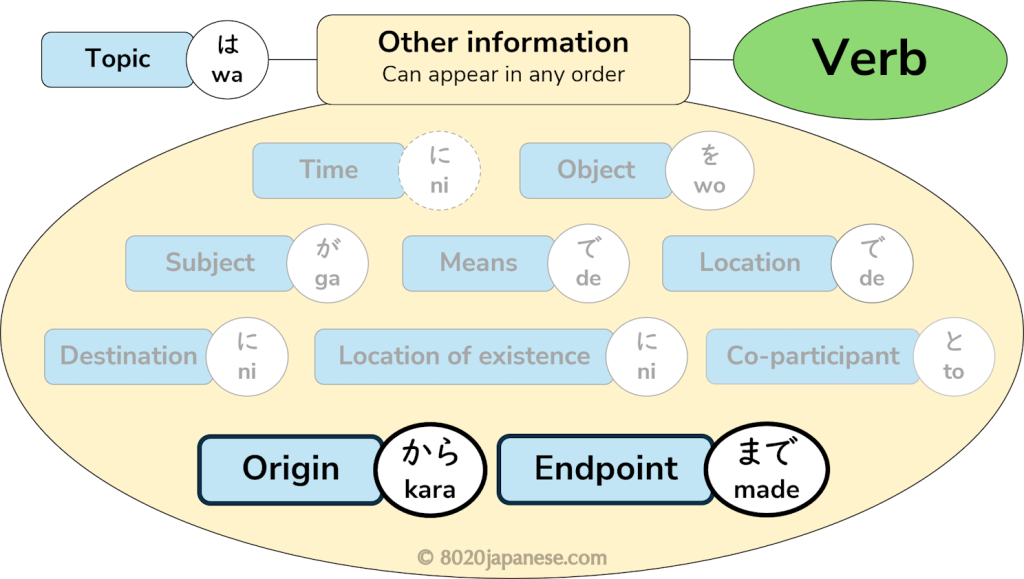 Topic
は
wa
Other information
Can appear in any order
Verb
Time
に
ni
Object
を
wo
Subject
が
ga
Means
で
de
Location
で
de
Destination
に
ni
Location of existence
に
ni
Co-participant
と
to
Origin
から
kara
Endpoint
まで
made
© 8020japanese.com